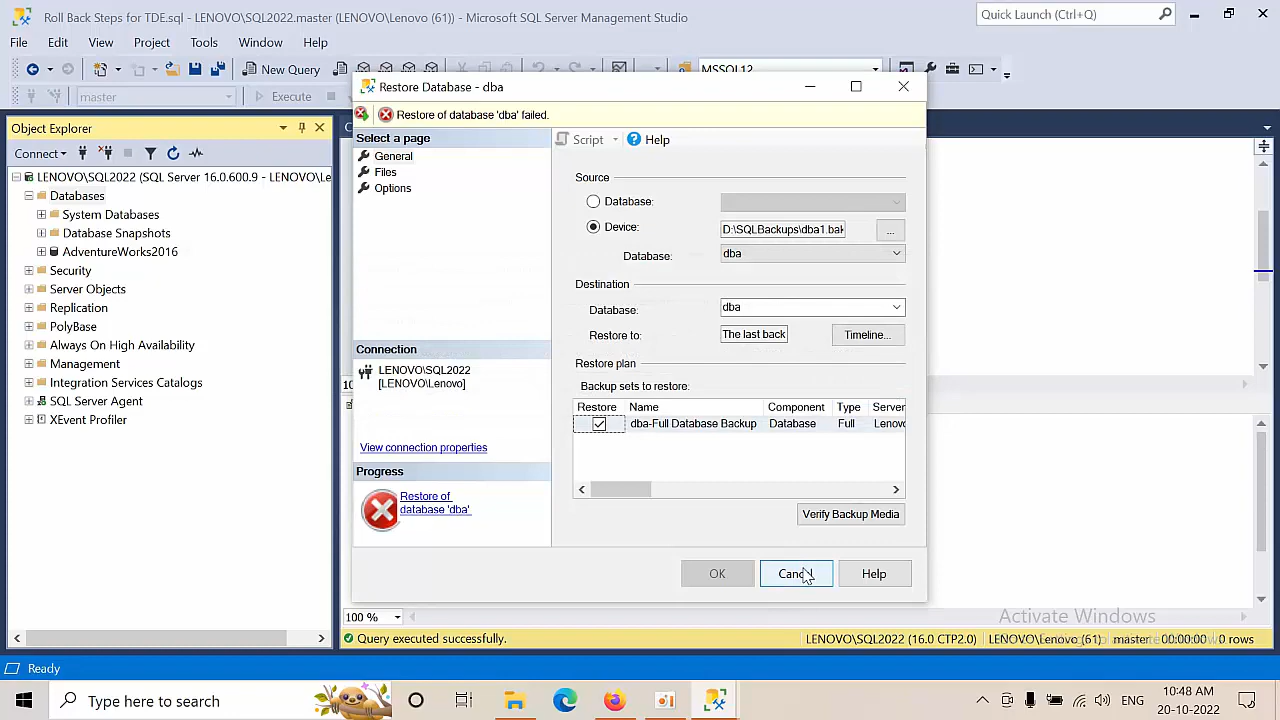 Roll Back Steps for TDE.sql - LENOVO\SQL2022.master (LENOVO\Lenovo (61)) - Microsoft SQL Server Management Studio
Quick Launch (Ctrl+Q)
File Edit View Project Tools Window Help
New Query
MSSQL12
master
Execute
Restore Database - dba
Restore of database 'dba' failed.
Object Explorer
Connect
LENOVO\SQL2022 (SQL Server 16.0.600.9 - LENOVO\Le
Databases
System Databases
Database Snapshots
AdventureWorks2016
Security
Server Objects
Replication
PolyBase
Always On High Availability
Management
Integration Services Catalogs
SQL Server Agent
XEvent Profiler
Select a page
General
Files
Options
Connection
LENOVO\SQL2022
[LENOVO\Lenovo]
View connection properties
Progress
Restore of
database 'dba'
Script
Help
Source
Database:
Device:
D:\SQLBackups\dba1.bak
...
Database:
dba
Destination
Database:
dba
Restore to:
The last back
Timeline...
Restore plan
Backup sets to restore:
Restore Name Component Type Server
dba-Full Database Backup Database Full Lenovo
Verify Backup Media
OK
Cancel
Help
100 %
Activate Windows
Query executed successfully.
LENOVO\SQL2022 (16.0 CTP2.0)
LENOVO\Lenovo (61)
master
00:00:00
0 rows
Ready
Type here to search
ENG
10:48 AM
20-10-2022